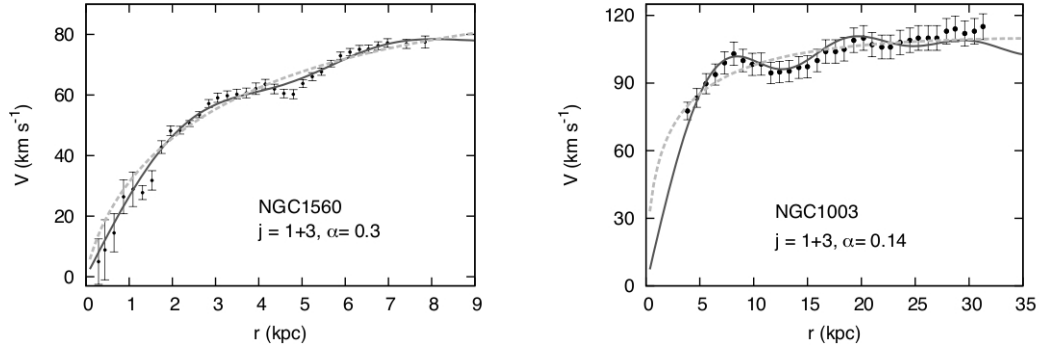 80
60
40
20
0
V (km s⁻¹)
NGC1560
j = 1+3, α= 0.3
0 1 2 3 4 5 6 7 8 9
r (kpc)
120
90
60
30
0
V (km s⁻¹)
NGC1003
j = 1+3, α= 0.14
0 5 10 15 20 25 30 35
r (kpc)